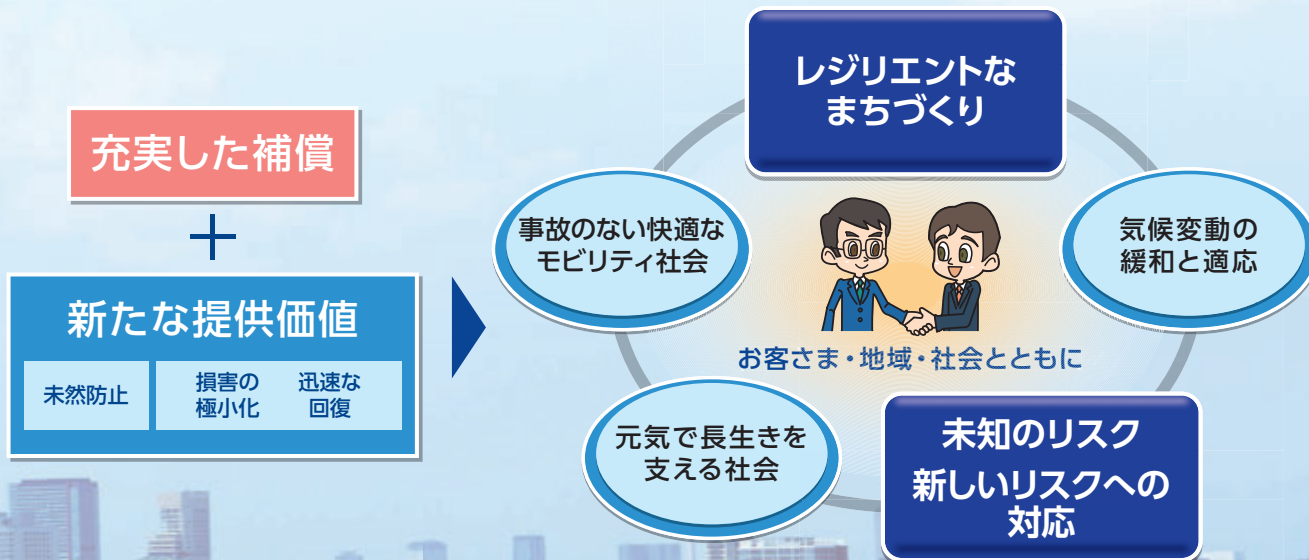 充実した補償
+
新たな提供価値
未然防止
損害の
極小化
迅速な
回復
レジリエントな
まちづくり
事故のない快適な
モビリティ社会
気候変動の
緩和と適応
お客さま・地域・社会とともに
元気で長生きを
支える社会
未知のリスク
新しいリスクへの
対応